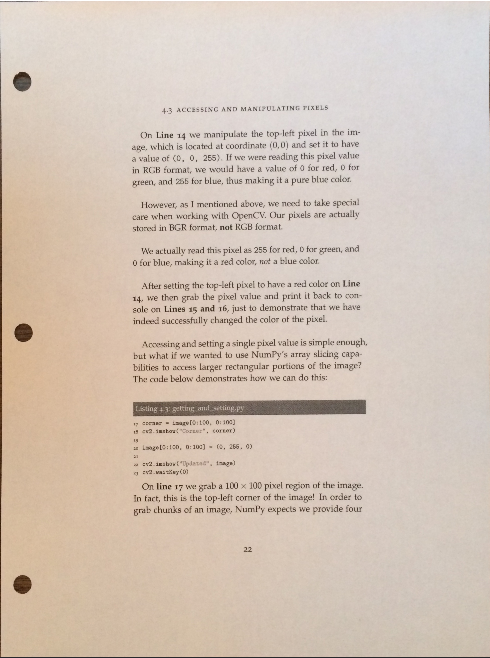 4.3 ACCESSING AND MANIPULATING PIXELS
On Line 14 we manipulate the top-left pixel in the im-
age, which is located at coordinate (0,0) and set it to have
a value of (0, 0, 255). If we were reading this pixel value
in RGB format, we would have a value of 0 for red, 0 for
green, and 255 for blue, thus making it a pure blue color.
However, as I mentioned above, we need to take special
care when working with OpenCV. Our pixels are actually
stored in BGR format, not RGB format.
We actually read this pixel as 255 for red, 0 for green, and
0 for blue, making it a red color, not a blue color.
After setting the top-left pixel to have a red color on Line
14, we then grab the pixel value and print it back to con-
sole on Lines 15 and 16, just to demonstrate that we have
indeed successfully changed the color of the pixel.
Accessing and setting a single pixel value is simple enough,
but what if we wanted to use NumPy's array slicing capa-
bilities to access larger rectangular portions of the image?
The code below demonstrates how we can do this:
Listing 4.3: getting_and_setting.py
17 corner = image[0:100, 0:100]
18 cv2.imshow("Corner", corner)
19
20 image[0:100, 0:100] = (0, 255, 0)
21
22 cv2.imshow("Updated", image)
23 cv2.waitKey(0)
On line 17 we grab a 100 × 100 pixel region of the image.
In fact, this is the top-left corner of the image! In order to
grab chunks of an image, NumPy expects we provide four
22